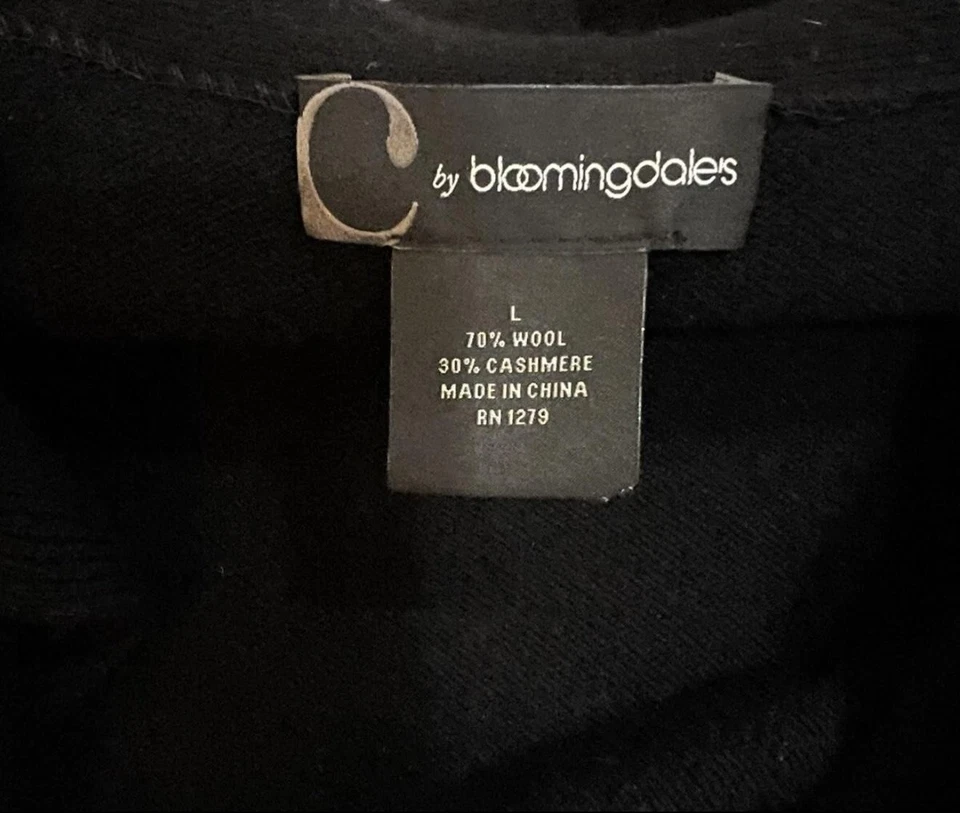 C by bloomingdale's
L
70% WOOL
30% CASHMERE
MADE IN CHINA
RN 1279